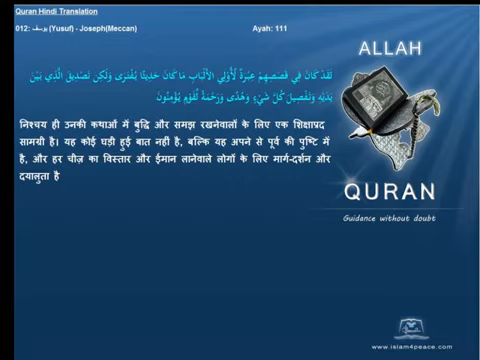 Quran Hindi Translation
012: يوسف (Yusuf) - Joseph(Meccan) Ayah: 111
لَقَدْ كَانَ فِي قَصَصِهِمْ عِبْرَةٌ لِّأُوْلِي الأَلْبَابِ مَا كَانَ حَدِيثًا يُفْتَرَى وَلَكِن تَصْدِيقَ الَّذِي بَيْنَ
يَدَيْهِ وَتَفْصِيلَ كُلِّ شَيْءٍ وَهُدًى وَرَحْمَةً لِّقَوْمٍ يُؤْمِنُونَ
निश्चय ही उनकी कथाओं में बुद्धि और समझ रखनेवालों के लिए एक शिक्षाप्रद
सामग्री है। यह कोई घड़ी हुई बात नहीं है, बल्कि यह अपने से पूर्व की पुष्टि में
है, और हर चीज़ का विस्तार और ईमान लानेवाले लोगों के लिए मार्ग-दर्शन और
दयालुता है
ALLAH
QURAN
Guidance without doubt
www.islam4peace.com